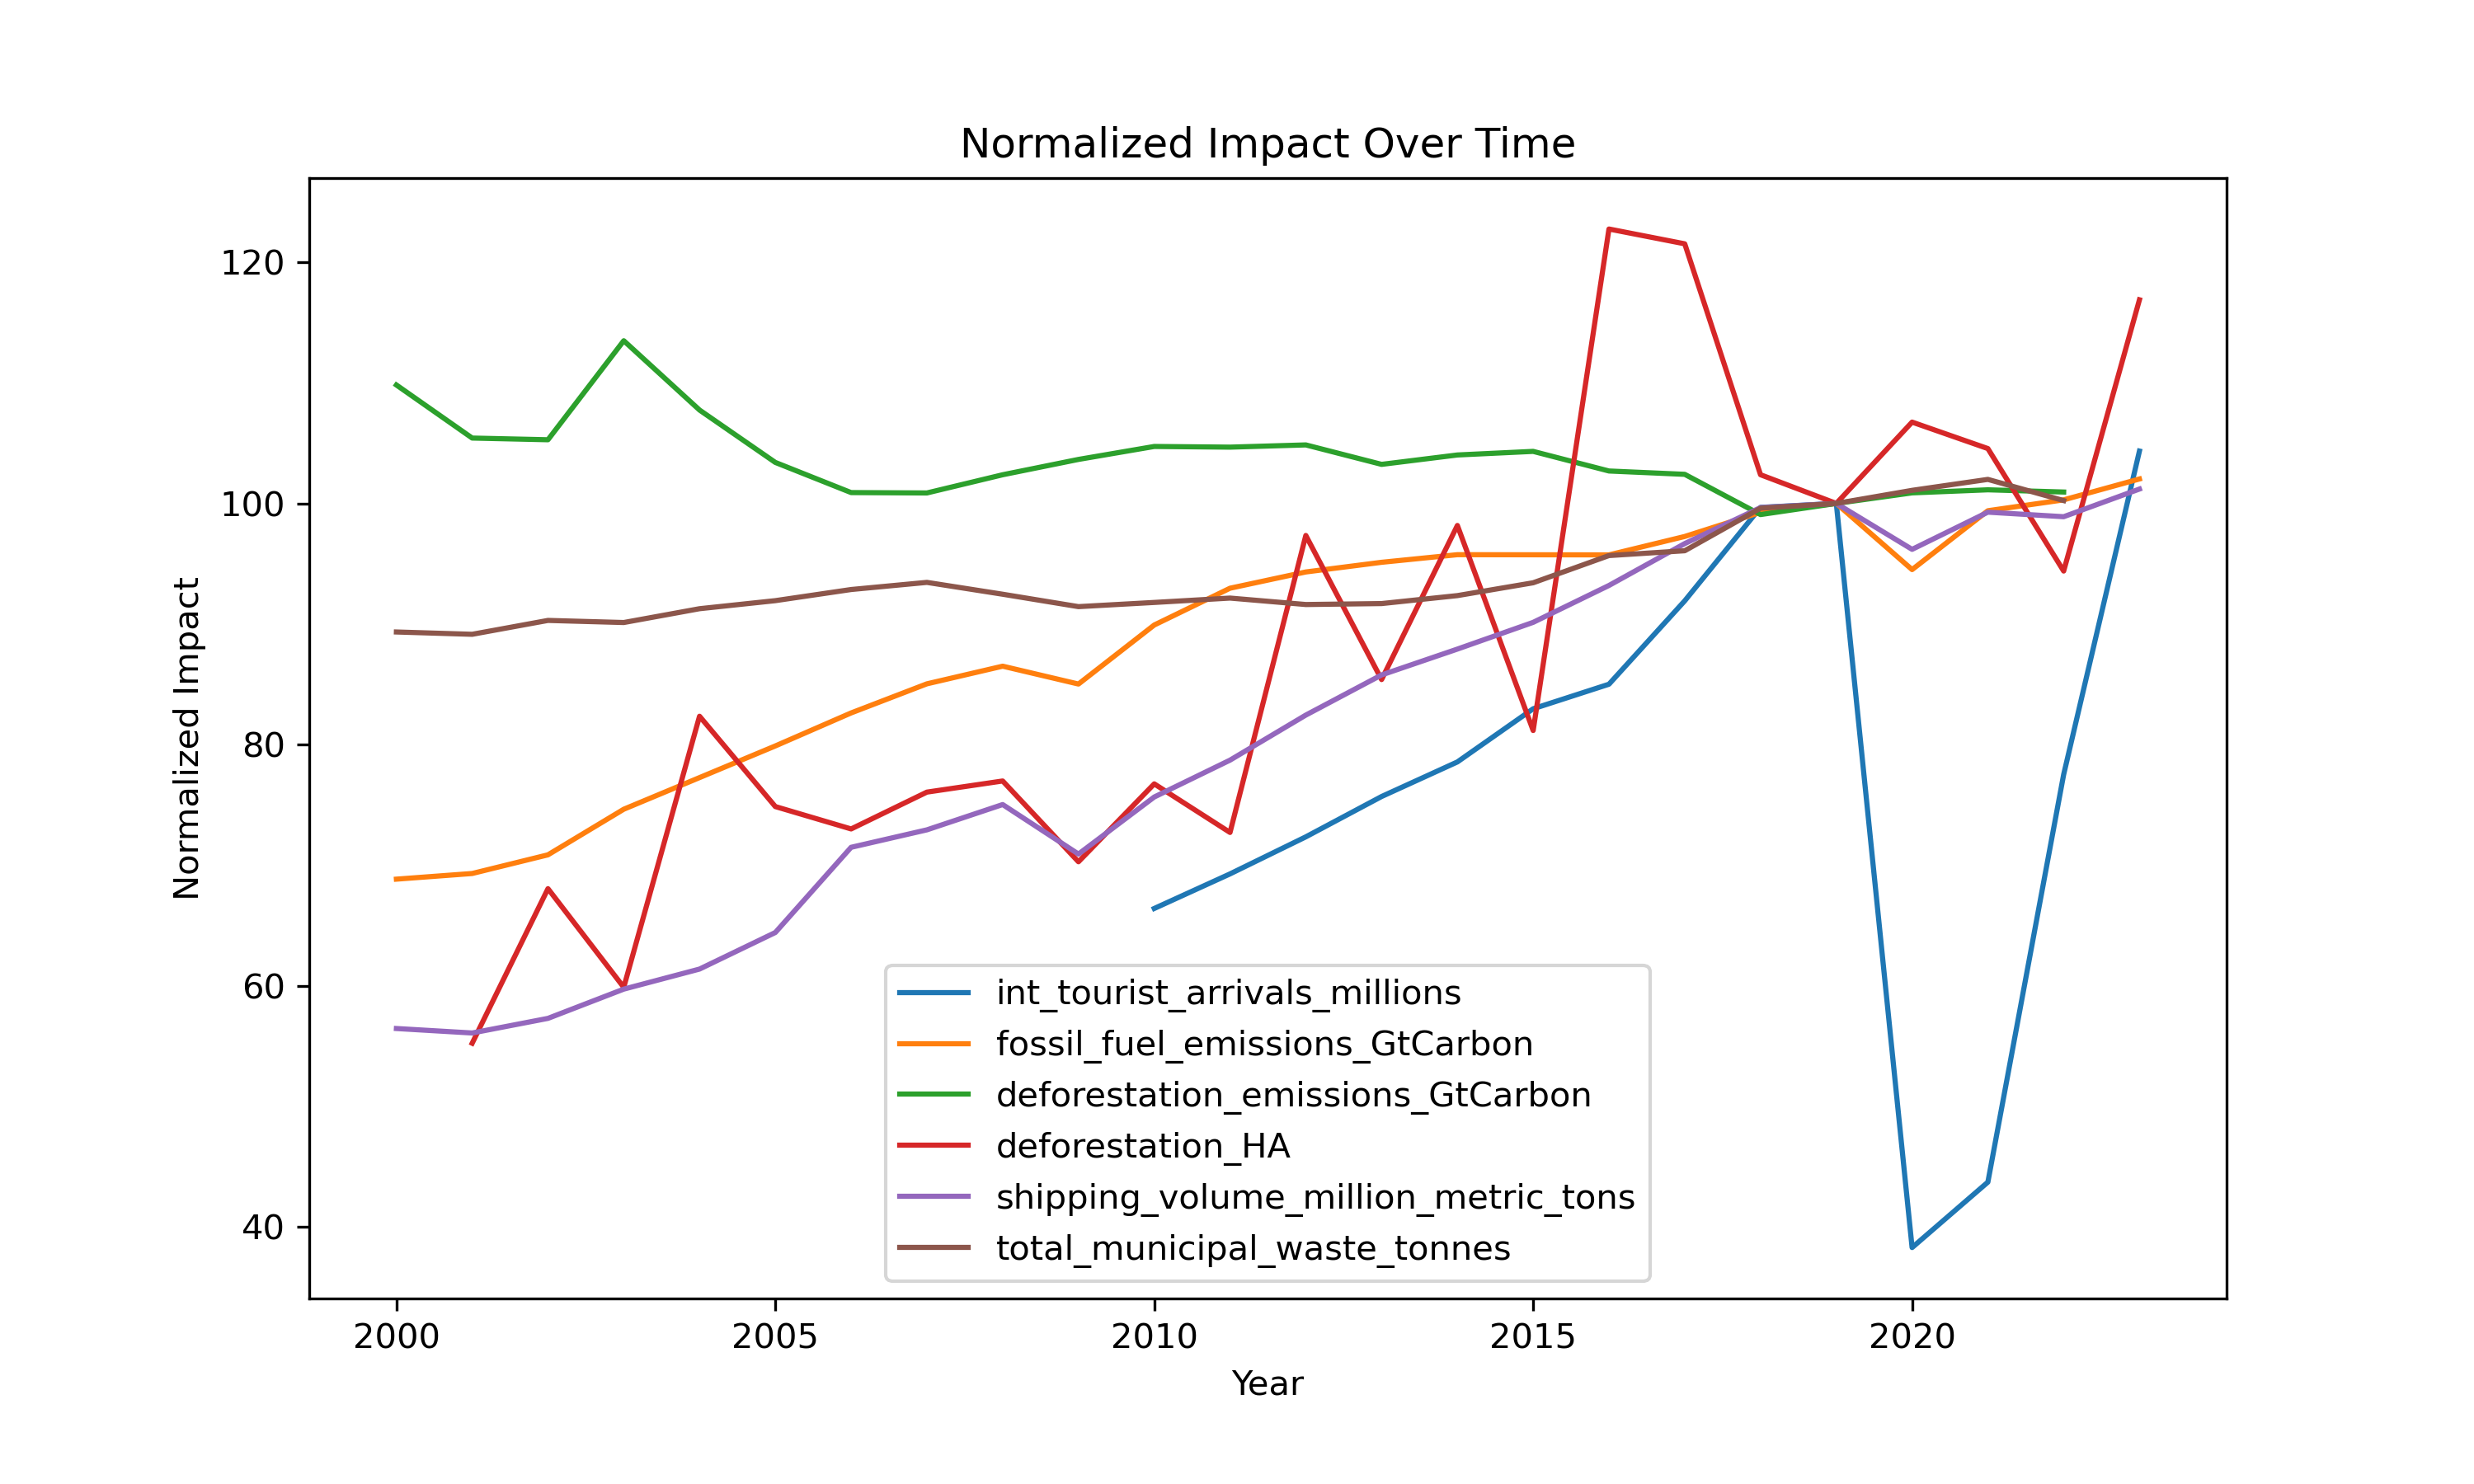 Normalized Impact Over Time
Normalized Impact
120
100
80
60
40
int_tourist_arrivals_millions
fossil_fuel_emissions_GtCarbon
deforestation_emissions_GtCarbon
deforestation_HA
shipping_volume_million_metric_tons
total_municipal_waste_tonnes
2000 2005 2010 2015 2020
Year